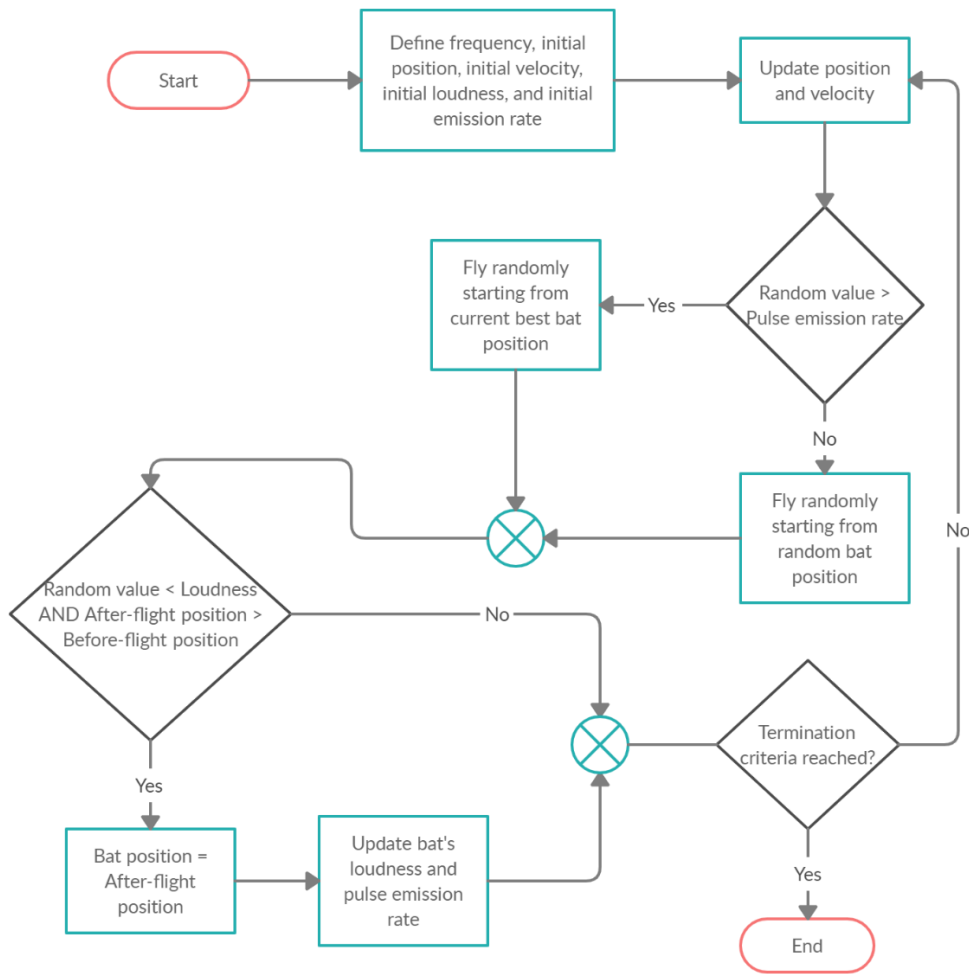 Start
Define frequency, initial
position, initial velocity,
initial loudness, and initial
emission rate
Update position
and velocity
Random value >
Pulse emission rate
Yes
Fly randomly
starting from
current best bat
position
No
Fly randomly
starting from
random bat
position
Random value < Loudness
AND After-flight position >
Before-flight position
No
Yes
Bat position =
After-flight
position
Update bat's
loudness and
pulse emission
rate
Termination
criteria reached?
No
Yes
End